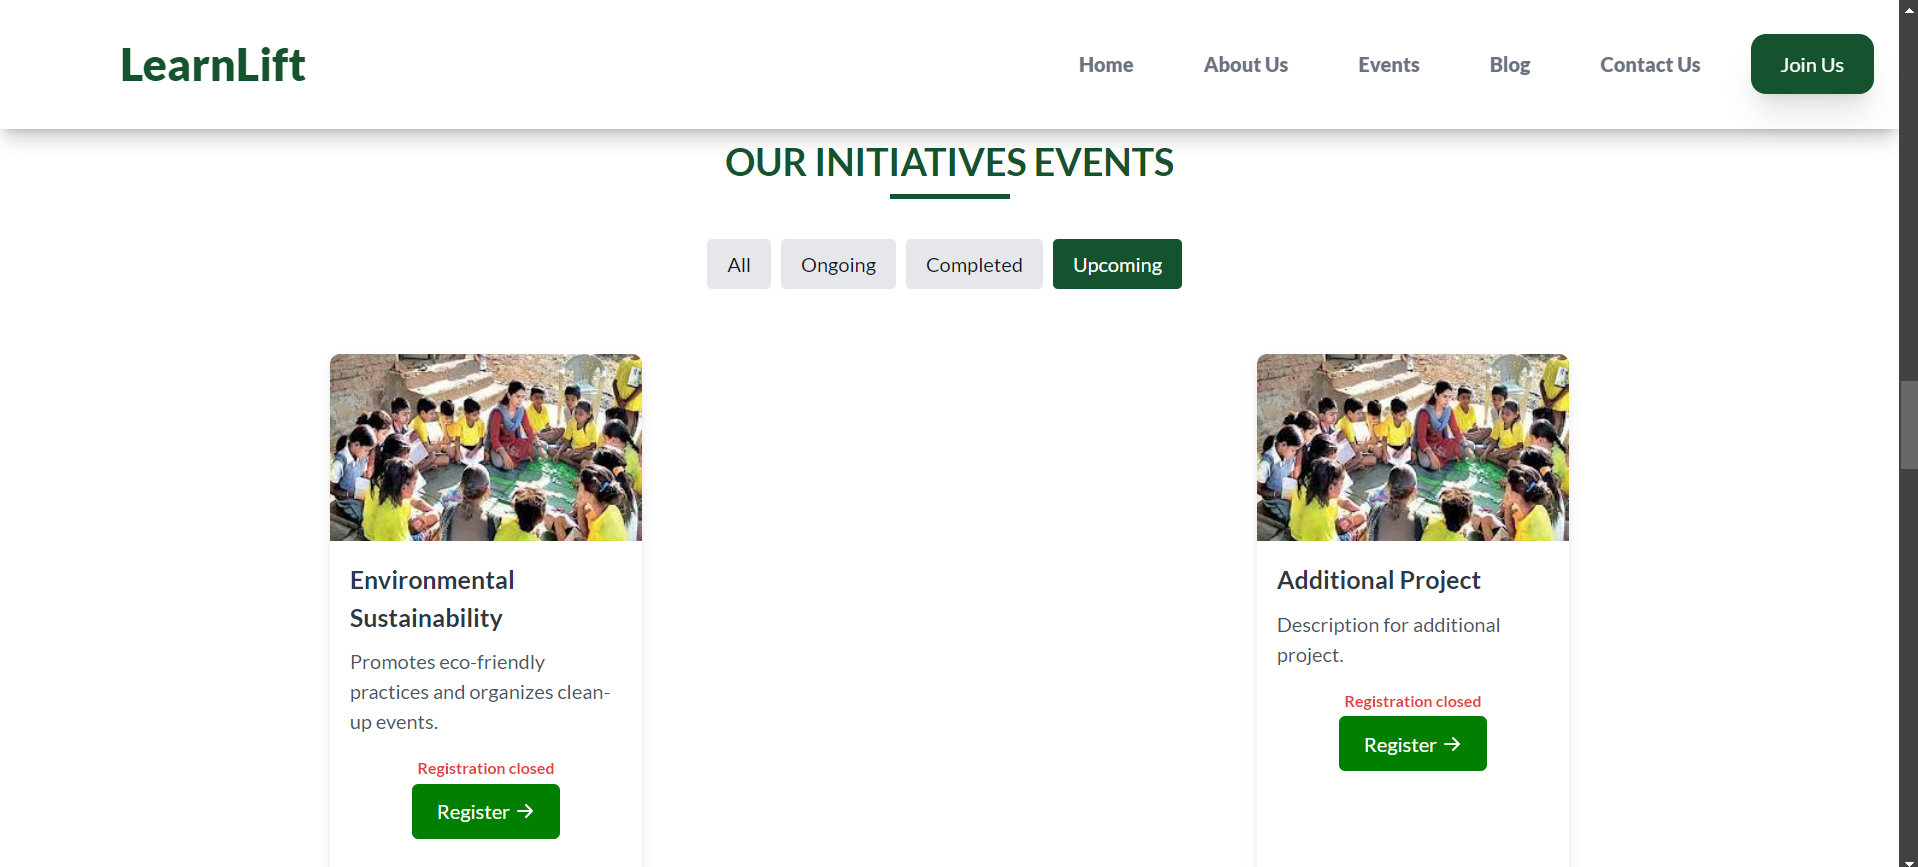 LearnLift
Home
About Us
Events
Blog
Contact Us
Join Us
OUR INITIATIVES EVENTS
All
Ongoing
Completed
Upcoming
Environmental
Sustainability
Promotes eco-friendly
practices and organizes clean-
up events.
Registration closed
Register →
Additional Project
Description for additional
project.
Registration closed
Register →